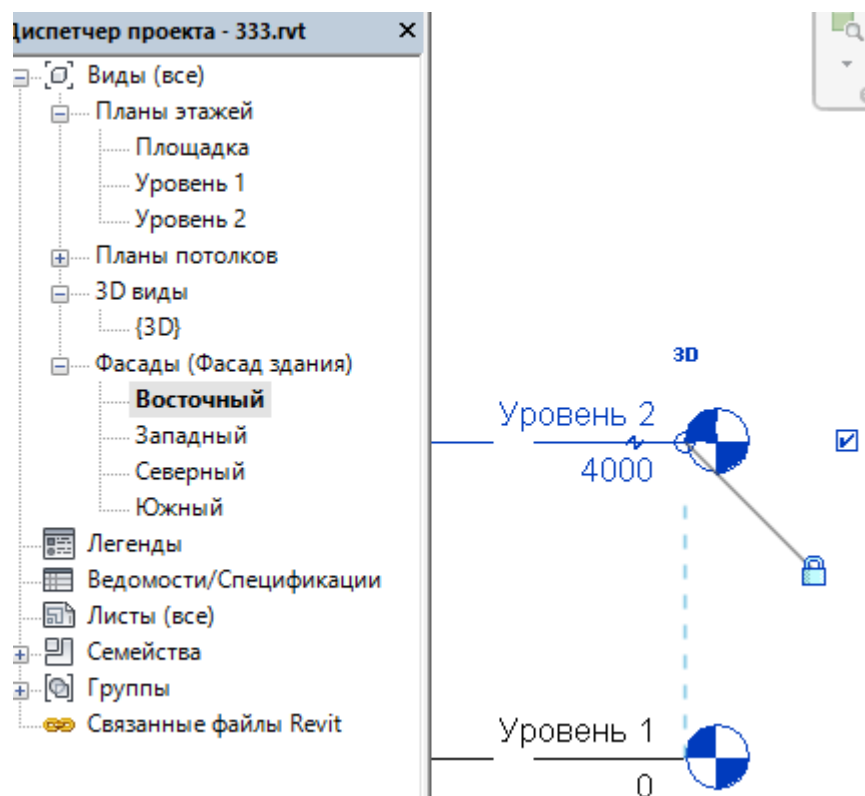 Диспетчер проекта - 333.rvt
Виды (все)
Планы этажей
Площадка
Уровень 1
Уровень 2
Планы потолков
3D виды
{3D}
Фасады (Фасад здания)
Восточный
Западный
Северный
Южный
Легенды
Ведомости/Спецификации
Листы (все)
Семейства
Группы
Связанные файлы Revit
3D
Уровень 2
4000
Уровень 1
0